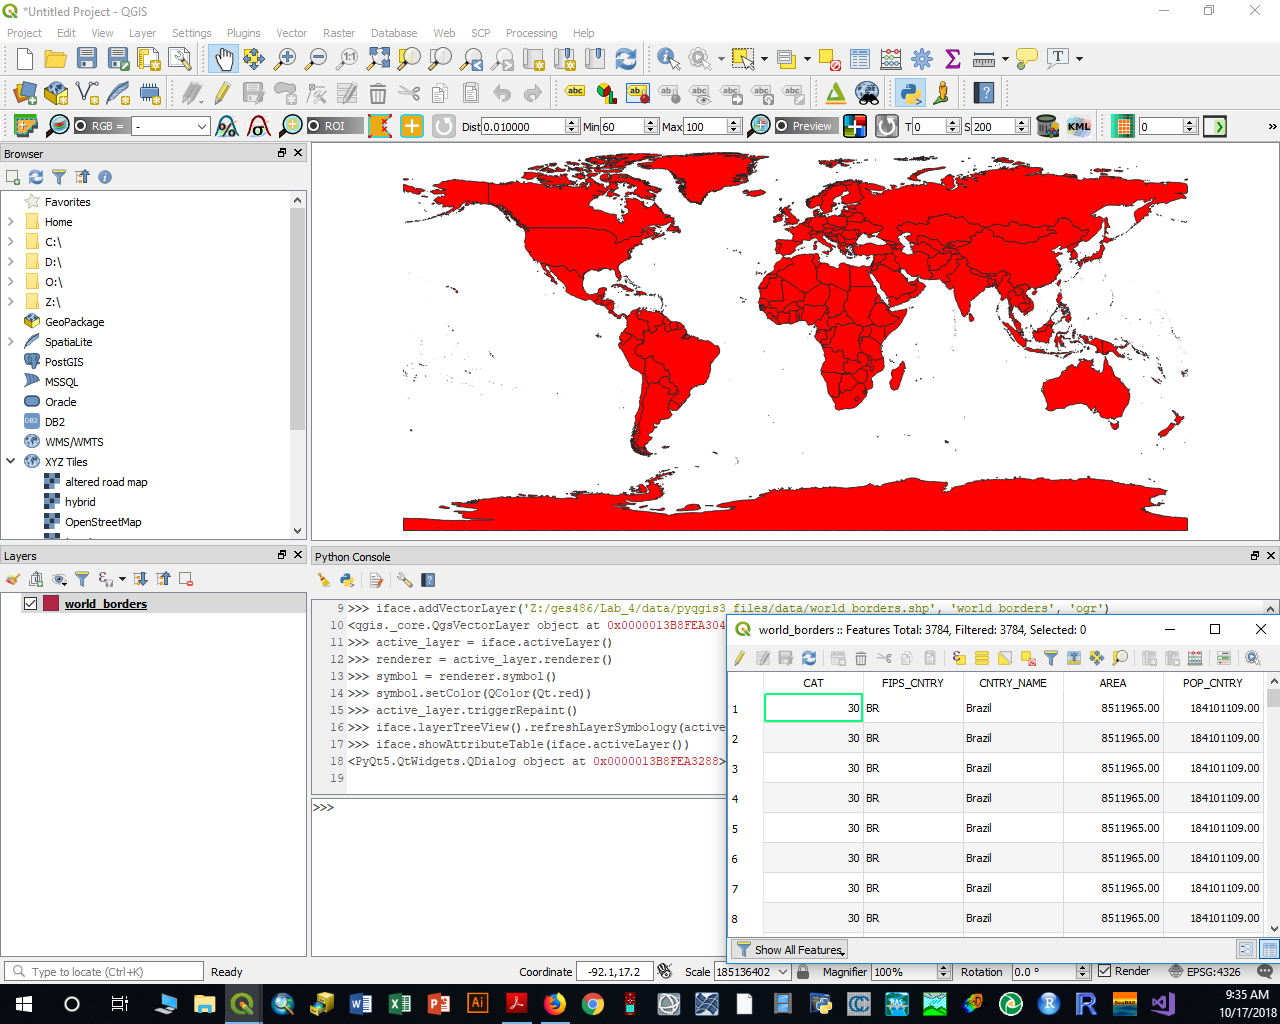 *Untitled Project - QGIS
Project Edit View Layer Settings Plugins Vector Raster Database Web SCP Processing Help
RGB = - ROI Dist 0.010000 Min 60 Max 100 Preview T 0 S 200 KML 0 »
Browser
Favorites
Home
C:\
D:\
O:\
Z:\
GeoPackage
SpatiaLite
PostGIS
MSSQL
Oracle
DB2
WMS/WMTS
XYZ Tiles
altered road map
hybrid
OpenStreetMap
Layers
world_borders
Python Console
9 >>> iface.addVectorLayer('Z:/ges486/Lab_4/data/pyqgis3_files/data/world_borders.shp', 'world_borders', 'ogr')
10 <qgis._core.QgsVectorLayer object at 0x0000013B8FEA304
11 >>> active_layer = iface.activeLayer()
12 >>> renderer = active_layer.renderer()
13 >>> symbol = renderer.symbol()
14 >>> symbol.setColor(QColor(Qt.red))
15 >>> active_layer.triggerRepaint()
16 >>> iface.layerTreeView().refreshLayerSymbology(active
17 >>> iface.showAttributeTable(iface.activeLayer())
18 <PyQt5.QtWidgets.QDialog object at 0x0000013B8FEA3288>
19
>>>
world_borders :: Features Total: 3784, Filtered: 3784, Selected: 0
CAT FIPS_CNTRY CNTRY_NAME AREA POP_CNTRY
1 30 BR Brazil 8511965.00 184101109.00
2 30 BR Brazil 8511965.00 184101109.00
3 30 BR Brazil 8511965.00 184101109.00
4 30 BR Brazil 8511965.00 184101109.00
5 30 BR Brazil 8511965.00 184101109.00
6 30 BR Brazil 8511965.00 184101109.00
7 30 BR Brazil 8511965.00 184101109.00
8 30 BR Brazil 8511965.00 184101109.00
Show All Features
Type to locate (Ctrl+K) Ready Coordinate -92.1,17.2 Scale 185136402 Magnifier 100% Rotation 0.0 ° Render EPSG:4326
9:35 AM
10/17/2018